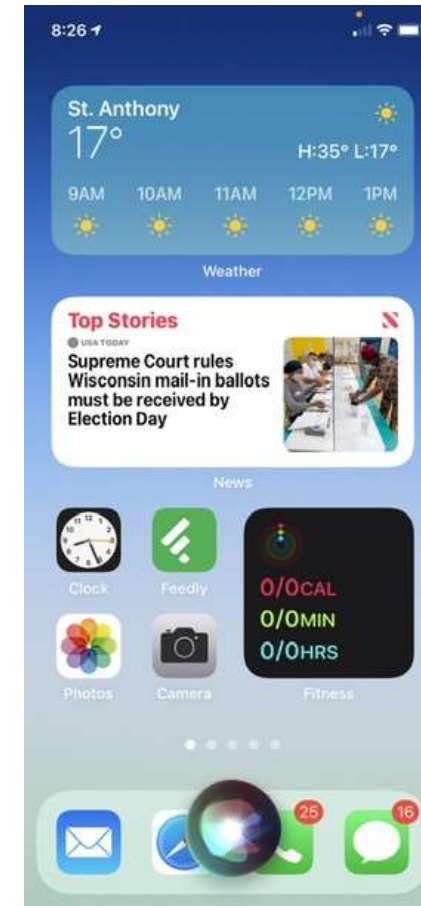 8:26
St. Anthony
17°
H:35° L:17°
9AM 10AM 11AM 12PM 1PM
Weather
Top Stories
USA TODAY
Supreme Court rules
Wisconsin mail-in ballots
must be received by
Election Day
News
Clock Feedly
0/0CAL
0/0MIN
0/0HRS
Photos Camera Fitness
25 16